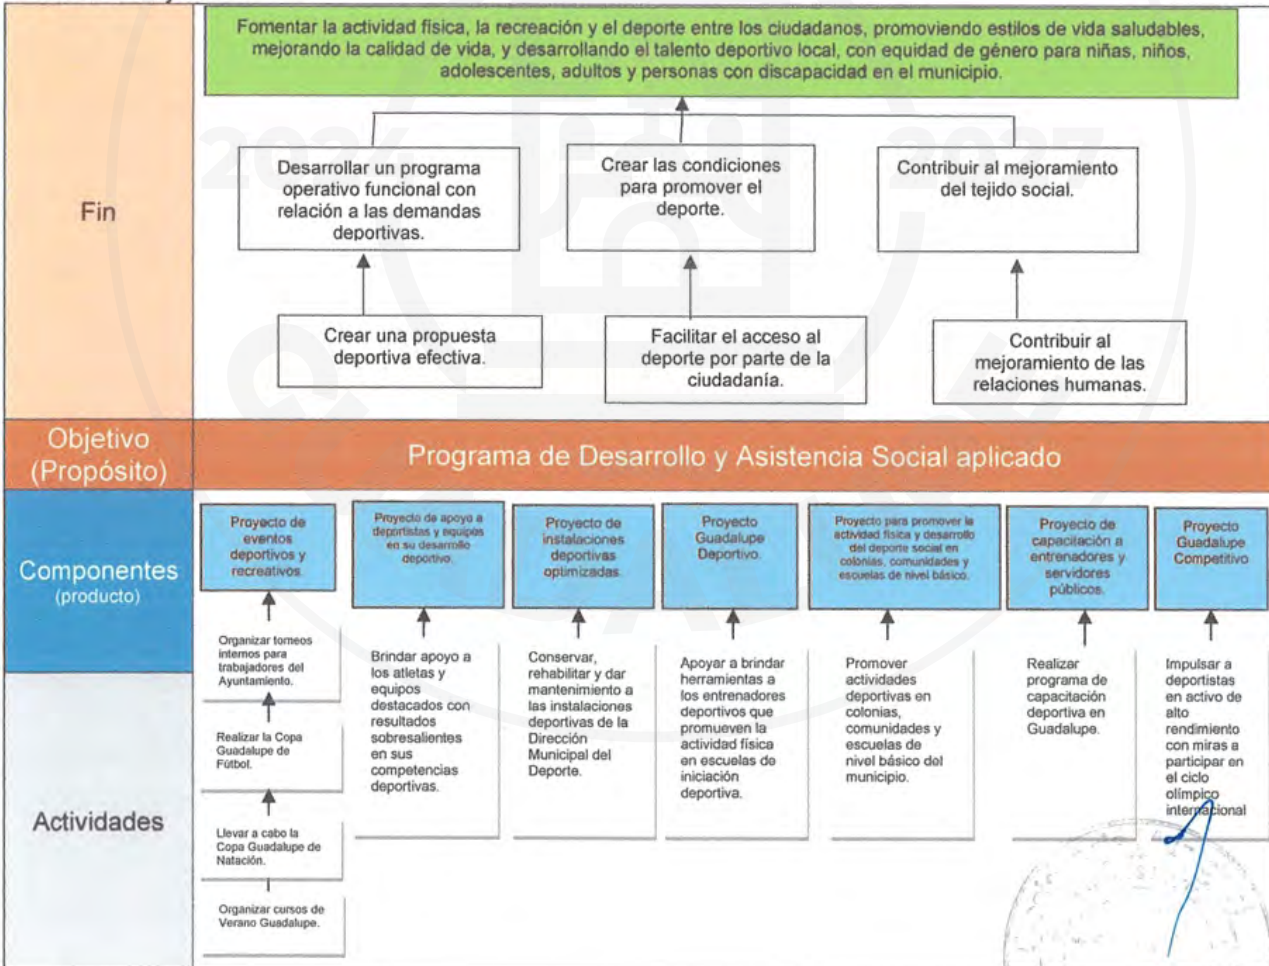 Fomentar la actividad física, la recreación y el deporte entre los ciudadanos, promoviendo estilos de vida saludables,
mejorando la calidad de vida, y desarrollando el talento deportivo local, con equidad de género para niñas, niños,
adolescentes, adultos y personas con discapacidad en el municipio.
2024
2027
Fin
Desarrollar un programa
operativo funcional con
relación a las demandas
deportivas.
Crear las condiciones
para promover el
deporte.
Contribuir al mejoramiento
del tejido social.
Crear una propuesta
deportiva efectiva.
Facilitar el acceso al
deporte por parte de la
ciudadanía.
Contribuir al
mejoramiento de las
relaciones humanas.
Objetivo
(Propósito)
Programa de Desarrollo y Asistencia Social aplicado
Componentes
(producto)
Proyecto de
eventos
deportivos y
recreativos.
Proyecto de apoyo a
deportistas y equipos
en su desarrollo
deportivo.
Proyecto de
instalaciones
deportivas
optimizadas.
Proyecto
Guadalupe
Deportivo.
Proyecto para promover la
actividad física y desarrollo
del deporte social en
colonias, comunidades y
escuelas de nivel básico.
Proyecto de
capacitación a
entrenadores y
servidores
públicos.
Proyecto
Guadalupe
Competitivo
Actividades
Organizar torneos
internos para
trabajadores del
Ayuntamiento.
Realizar la Copa
Guadalupe de
Fútbol.
Llevar a cabo la
Copa Guadalupe de
Natación.
Organizar cursos de
Verano Guadalupe.
Brindar apoyo a
los atletas y
equipos
destacados con
resultados
sobresalientes
en sus
competencias
deportivas.
Conservar,
rehabilitar y dar
mantenimiento a
las instalaciones
deportivas de la
Dirección
Municipal del
Deporte.
Apoyar a brindar
herramientas a
los entrenadores
deportivos que
promueven la
actividad física
en escuelas de
iniciación
deportiva.
Promover
actividades
deportivas en
colonias,
comunidades y
escuelas de
nivel básico del
municipio.
Realizar
programa de
capacitación
deportiva en
Guadalupe.
Impulsar a
deportistas
en activo de
alto
rendimiento
con miras a
participar en
el ciclo
olímpico
internacional